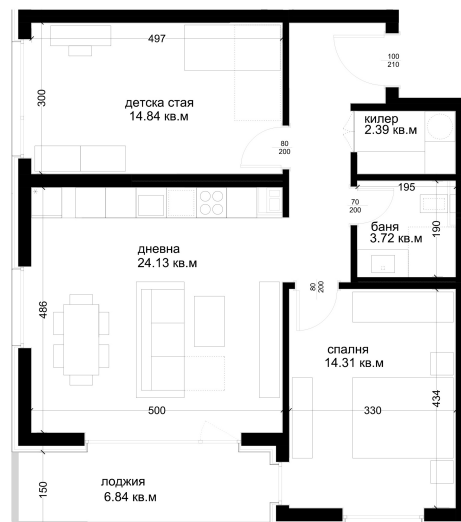 497
100
210
300
детска стая
14.84 кв.м
килер
2.39 кв.м
80
200
195
70
200
баня
3.72 кв.м
190
дневна
24.13 кв.м
486
80
200
спалня
14.31 кв.м
434
500
330
150
лоджия
6.84 кв.м